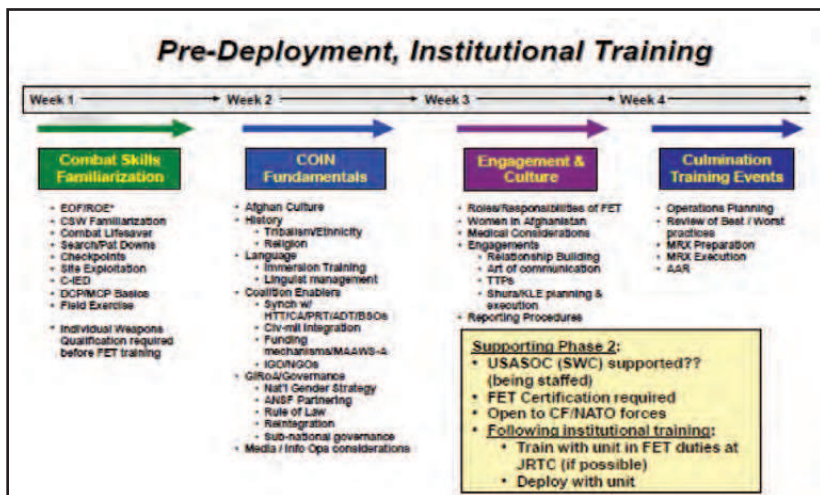 Pre-Deployment, Institutional Training
Week 1
Week 2
Week 3
Week 4
Combat Skills
Familiarization
• EOF/ROE*
• CSW Familiarization
• Combat Lifesaver
• Search/Pat Downs
• Checkpoints
• Site Exploitation
• C-IED
• DCP/MCP Basics
• Field Exercise
* Individual Weapons
Qualification required
before FET training
COIN
Fundamentals
• Afghan Culture
• History
• Tribalism/Ethnicity
• Religion
• Language
• Immersion Training
• Linguist management
• Coalition Enablers
• Synch w/
HTT/CA/PRT/ADT/BSOs
• Civ-mil Integration
• Funding
mechanisms/MAAWS-A
• IGO/NGOs
• GIRoA/Governance
• Nat'l Gender Strategy
• ANSF Partnering
• Rule of Law
• Reintegration
• Sub-national governance
• Media / Info Ops considerations
Engagement &
Culture
• Roles/Responsibilities of FET
• Women in Afghanistan
• Medical Considerations
• Engagements
• Relationship Building
• Art of communication
• TTPs
• Shura/KLE planning &
execution
• Reporting Procedures
Culmination
Training Events
• Operations Planning
• Review of Best / Worst
practices
• MRX Preparation
• MRX Execution
• AAR
Supporting Phase 2:
• USASOC (SWC) supported??
(being staffed)
• FET Certification required
• Open to CF/NATO forces
• Following institutional training:
• Train with unit in FET duties at
JRTC (if possible)
• Deploy with unit